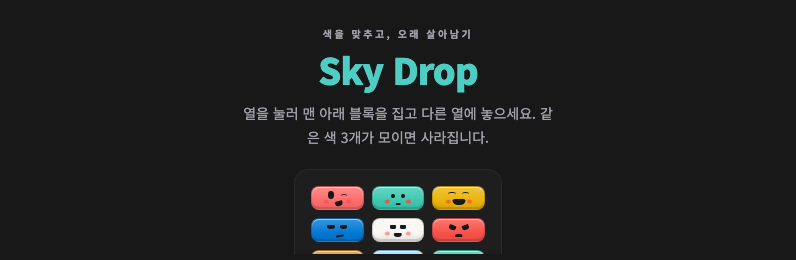 색을 맞추고, 오래 살아남기
Sky Drop
열을 눌러 맨 아래 블록을 집고 다른 열에 놓으세요. 같
은 색 3개가 모이면 사라집니다.